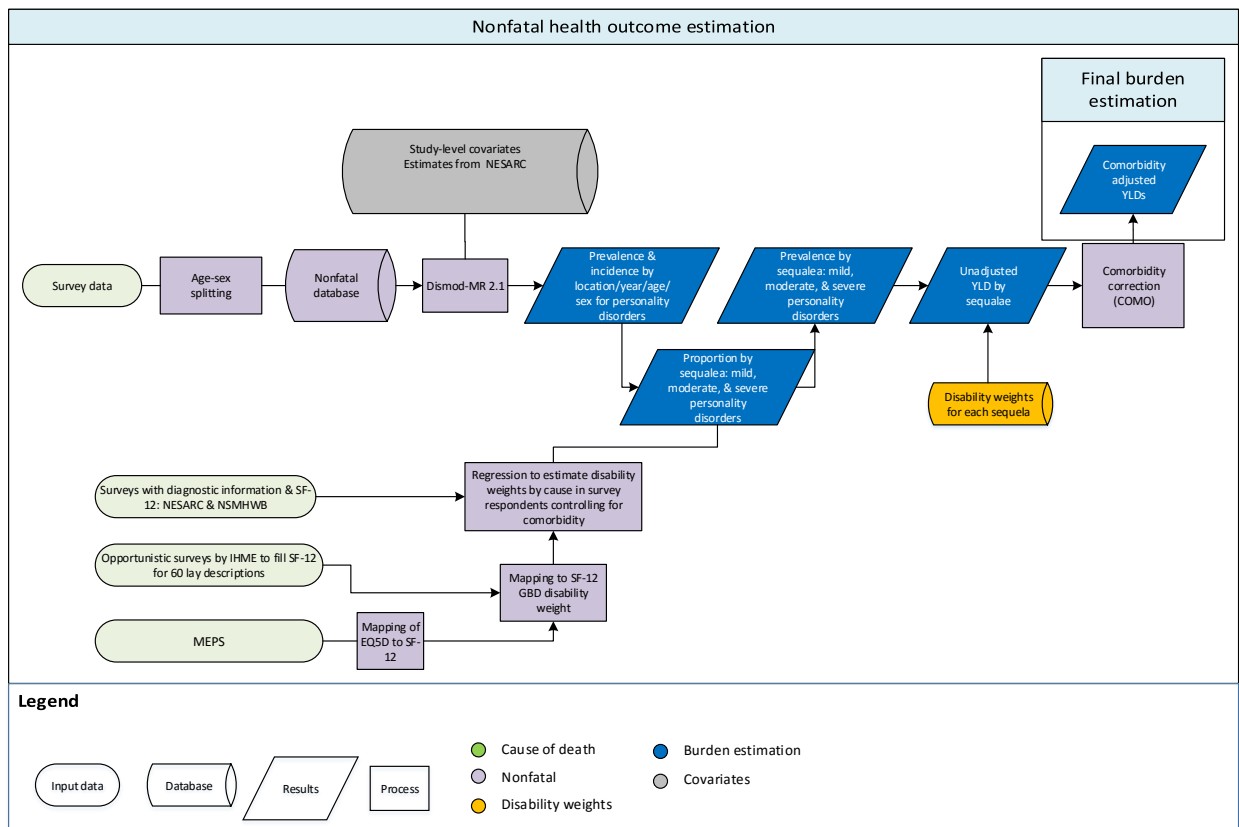 Nonfatal health outcome estimation
Final burden
estimation
Study-level covariates
Estimates from NESARC
Comorbidity
adjusted
YLDs
Survey data
Age-sex
splitting
Nonfatal
database
Dismod-MR 2.1
Prevalence &
incidence by
location/year/age/
sex for personality
disorders
Prevalence by
sequalea: mild,
moderate, & severe
personality
disorders
Unadjusted
YLD by
sequalae
Comorbidity
correction
(COMO)
Proportion by
sequalea: mild,
moderate, & severe
personality
disorders
Disability weights
for each sequela
Surveys with diagnostic information & SF-
12: NESARC & NSMHWB
Regression to estimate disability
weights by cause in survey
respondents controlling for
comorbidity
Opportunistic surveys by IHME to fill SF-12
for 60 lay descriptions
Mapping to SF-12
GBD disability
weight
MEPS
Mapping of
EQ5D to SF-
12
Legend
Input data
Database
Results
Process
Cause of death
Nonfatal
Disability weights
Burden estimation
Covariates